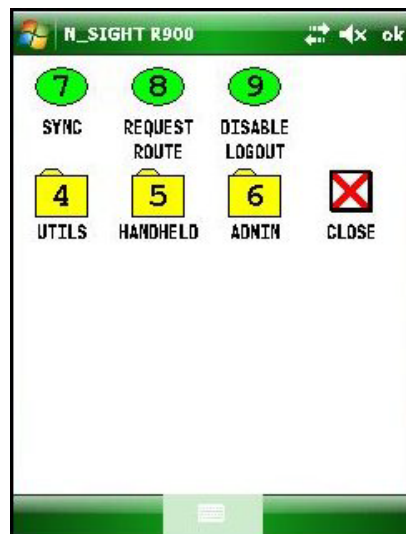 N_SIGHT R900 ok
7 8 9
SYNC REQUEST DISABLE
ROUTE LOGOUT
4 5 6
UTILS HANDHELD ADMIN CLOSE